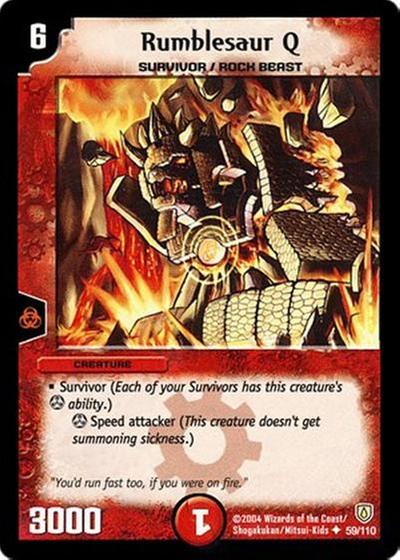 6
Rumblesaur Q
SURVIVOR / ROCK BEAST
CREATURE
▪ Survivor (Each of your Survivors has this creature's
ability.)
Speed attacker (This creature doesn't get
summoning sickness.)
"You'd run fast too, if you were on fire."
3000
1
©2004 Wizards of the Coast/
Shogakukan/Mitsui-Kids ✦ 59/110